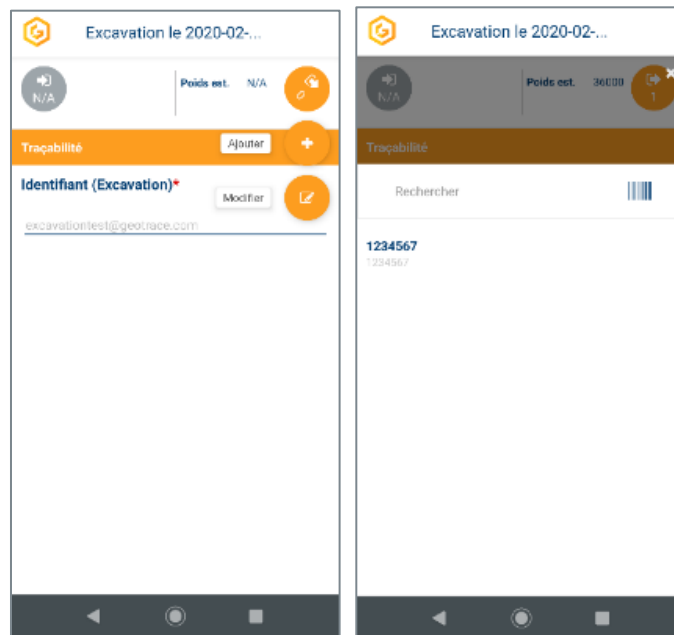 Excavation le 2020-02-...
N/A
Poids est. N/A
0
Traçabilité
Ajouter
Identifiant (Excavation)*
Modifier
excavationtest@geotrace.com
Excavation le 2020-02-...
N/A
Poids est. 36000
1
Traçabilité
Rechercher
1234567
1234567